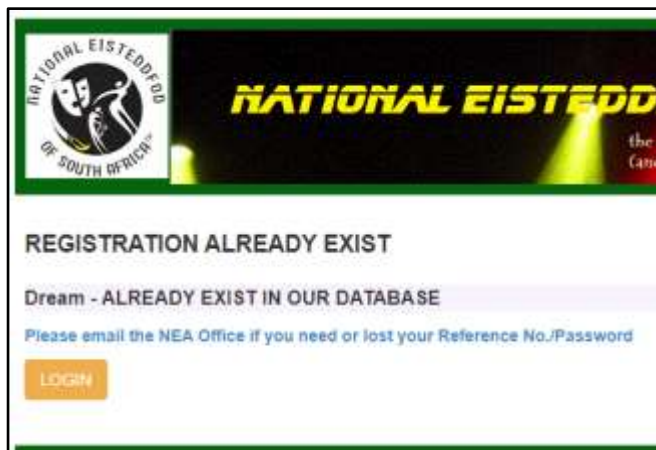 NATIONAL EISTEDDFOD
OF SOUTH AFRICA
NATIONAL EISTEDD
the
REGISTRATION ALREADY EXIST
Dream - ALREADY EXIST IN OUR DATABASE
Please email the NEA Office if you need or lost your Reference No./Password
LOGIN